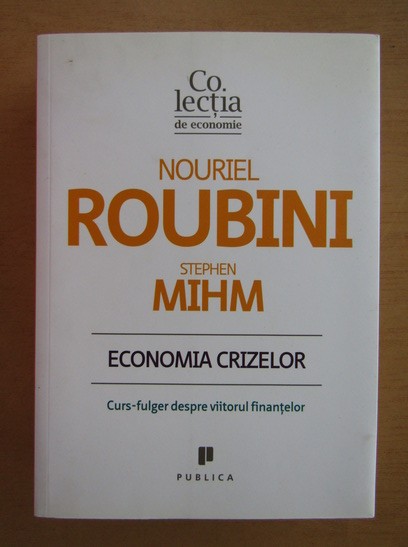 Co.
lecția
de economie
NOURIEL
ROUBINI
STEPHEN
MIHM
ECONOMIA CRIZELOR
Curs-fulger despre viitorul finanțelor
PUBLICA